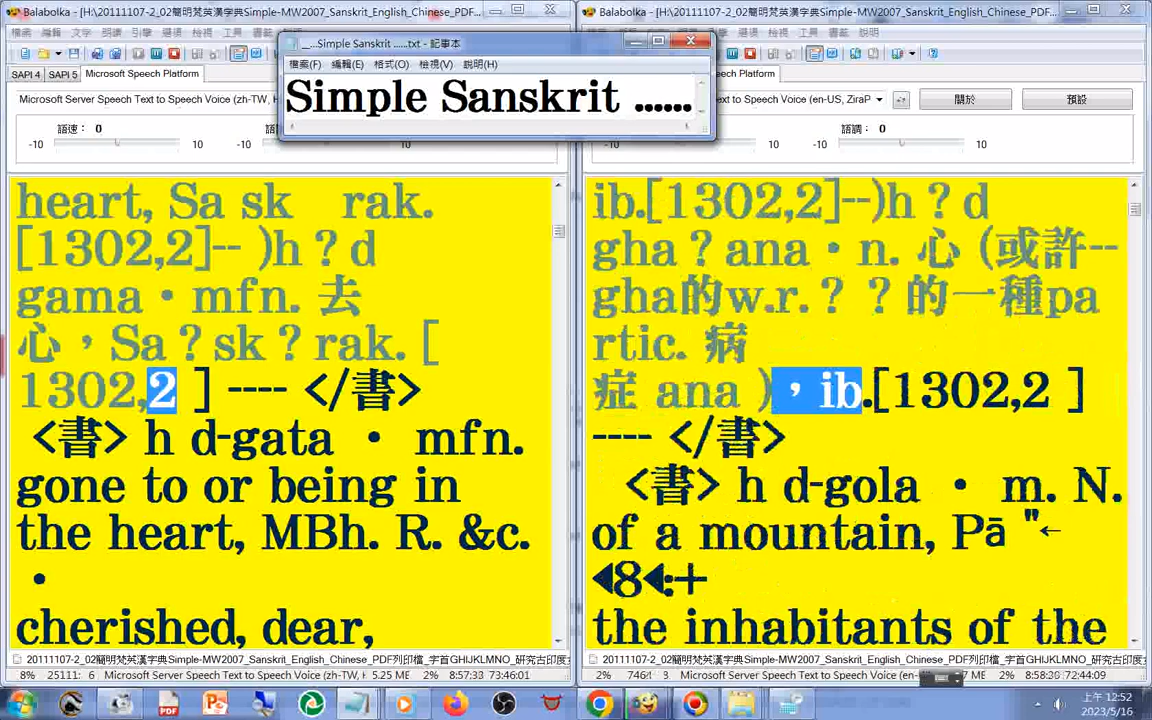 Balabolka - [H:\20111107-2_02簡明梵英漢字典Simple-MW2007_Sanskrit_English_Chinese_PDF...
Balabolka - [H:\20111107-2_02簡明梵英漢字典Simple-MW2007_Sanskrit_English_Chinese_PDF...
__...Simple Sanskrit ......txt - 記事本
檔案(F) 編輯(E) 格式(O) 檢視(V) 說明(H)
Simple Sanskrit ......
SAPI 4 SAPI 5 Microsoft Speech Platform
Speech Platform
Microsoft Server Speech Text to Speech Voice (zh-TW, H
ext to Speech Voice (en-US, ZiraP
關於
預設
語速： 0
語調： 0
-10 10 -10 10
-10 10
heart, Sa sk rak.
[1302,2]-- )h？d
gama・mfn. 去
心，Sa？sk？rak. [
1302,2 ] ---- </書>
<書> h d-gata ・ mfn.
gone to or being in
the heart, MBh. R. &c.
•
cherished, dear,
ib.[1302,2]--)h？d
gha？ana・n. 心 (或許--
gha的w.r.？？的一種pa
rtic. 病
症 ana )，ib.[1302,2 ]
---- </書>
<書> h d-gola ・ m. N.
of a mountain, Pā "←
◀8◀:+
the inhabitants of the
20111107-2_02簡明梵英漢字典Simple-MW2007_Sanskrit_English_Chinese_PDF列印檔_字首GHIJKLMNO_研究古印度
20111107-2_02簡明梵英漢字典Simple-MW2007_Sanskrit_English_Chinese_PDF列印檔_字首GHIJKLMNO_研究古印度
8% 25111: 6 Microsoft Server Speech Text to Speech Voice (zh-TW, 5.25 ME 2% 8:57:33 73:46:01
2% 746 Microsoft Server Speech Text to Speech Voice ME 2% 8:58:30 72:44:09
上午 12:52
2023/5/16